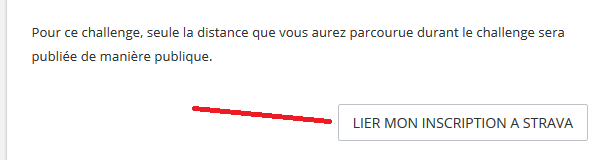 Pour ce challenge, seule la distance que vous aurez parcourue durant le challenge sera
publiée de manière publique.
LIER MON INSCRIPTION A STRAVA